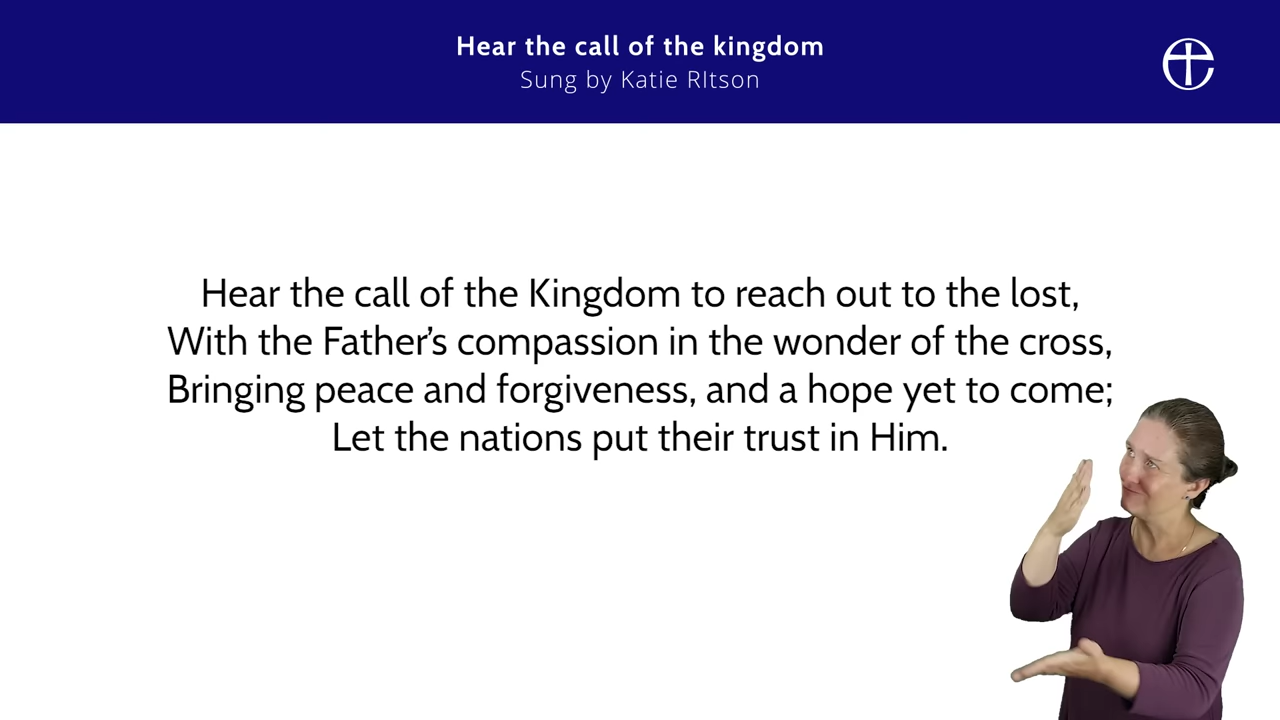 Hear the call of the kingdom
Sung by Katie RItson
Hear the call of the Kingdom to reach out to the lost,
With the Father’s compassion in the wonder of the cross,
Bringing peace and forgiveness, and a hope yet to come;
Let the nations put their trust in Him.